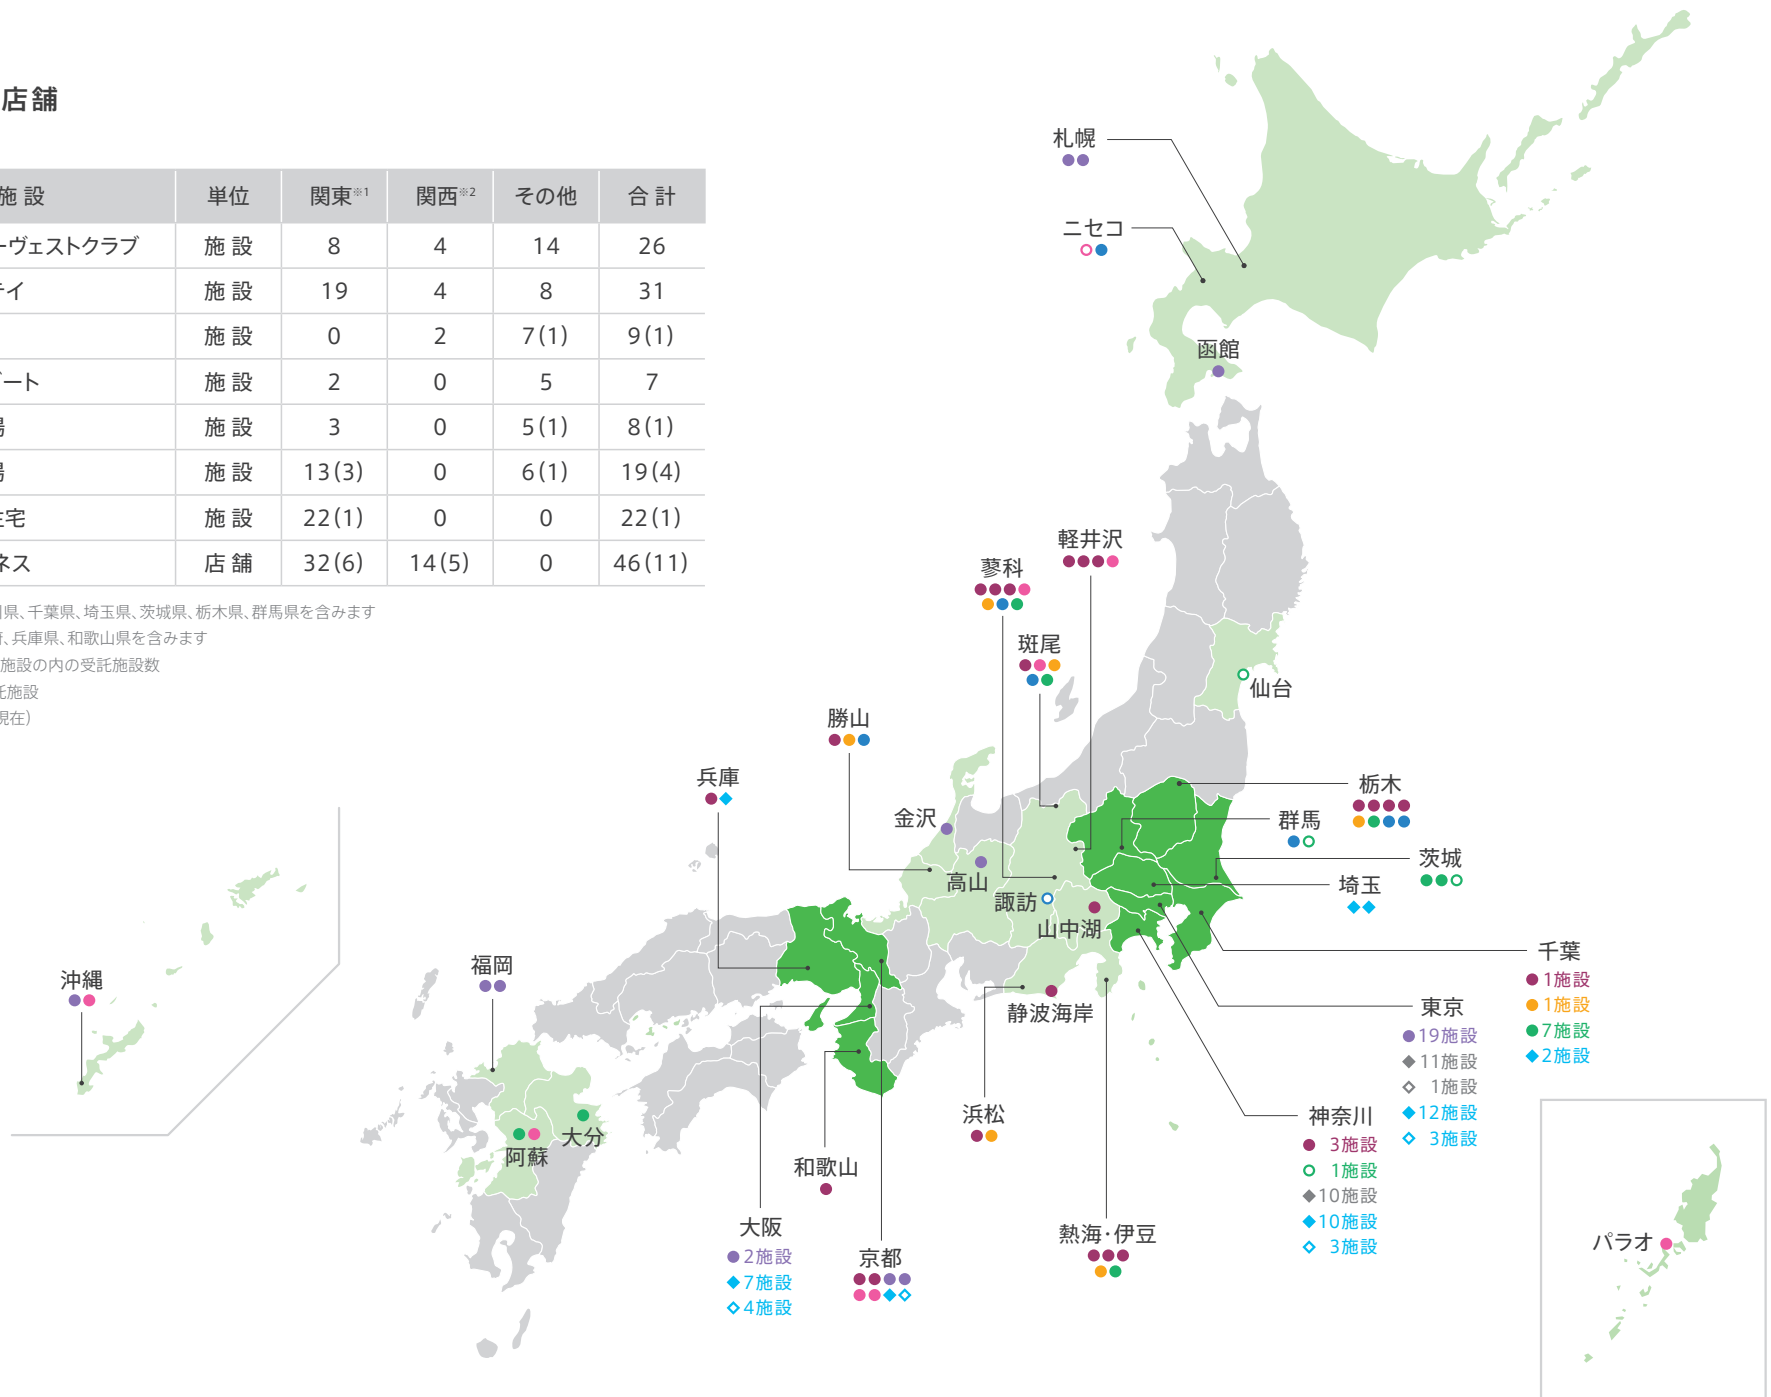 店舗
施 設 単位 関東※1 関西※2 その他 合 計
ーヴェストクラブ 施 設 8 4 14 26
テイ 施 設 19 4 8 31
施 設 0 2 7(1) 9(1)
ゾート 施 設 2 0 5 7
場 施 設 3 0 5(1) 8(1)
場 施 設 13(3) 0 6(1) 19(4)
住宅 施 設 22(1) 0 0 22(1)
ネス 店 舗 32(6) 14(5) 0 46(11)
川県、千葉県、埼玉県、茨城県、栃木県、群馬県を含みます
府、兵庫県、和歌山県を含みます
施設の内の受託施設数
託施設
現在)
札幌
ニセコ
函館
軽井沢
蓼科
斑尾
仙台
勝山
兵庫
金沢
高山
諏訪
山中湖
栃木
群馬
茨城
埼玉
千葉
1施設
1施設
7施設
2施設
東京
19施設
11施設
1施設
12施設
3施設
神奈川
3施設
1施設
10施設
10施設
3施設
静波海岸
浜松
熱海・伊豆
沖縄
福岡
大分
阿蘇
和歌山
大阪
2施設
7施設
4施設
京都
パラオ